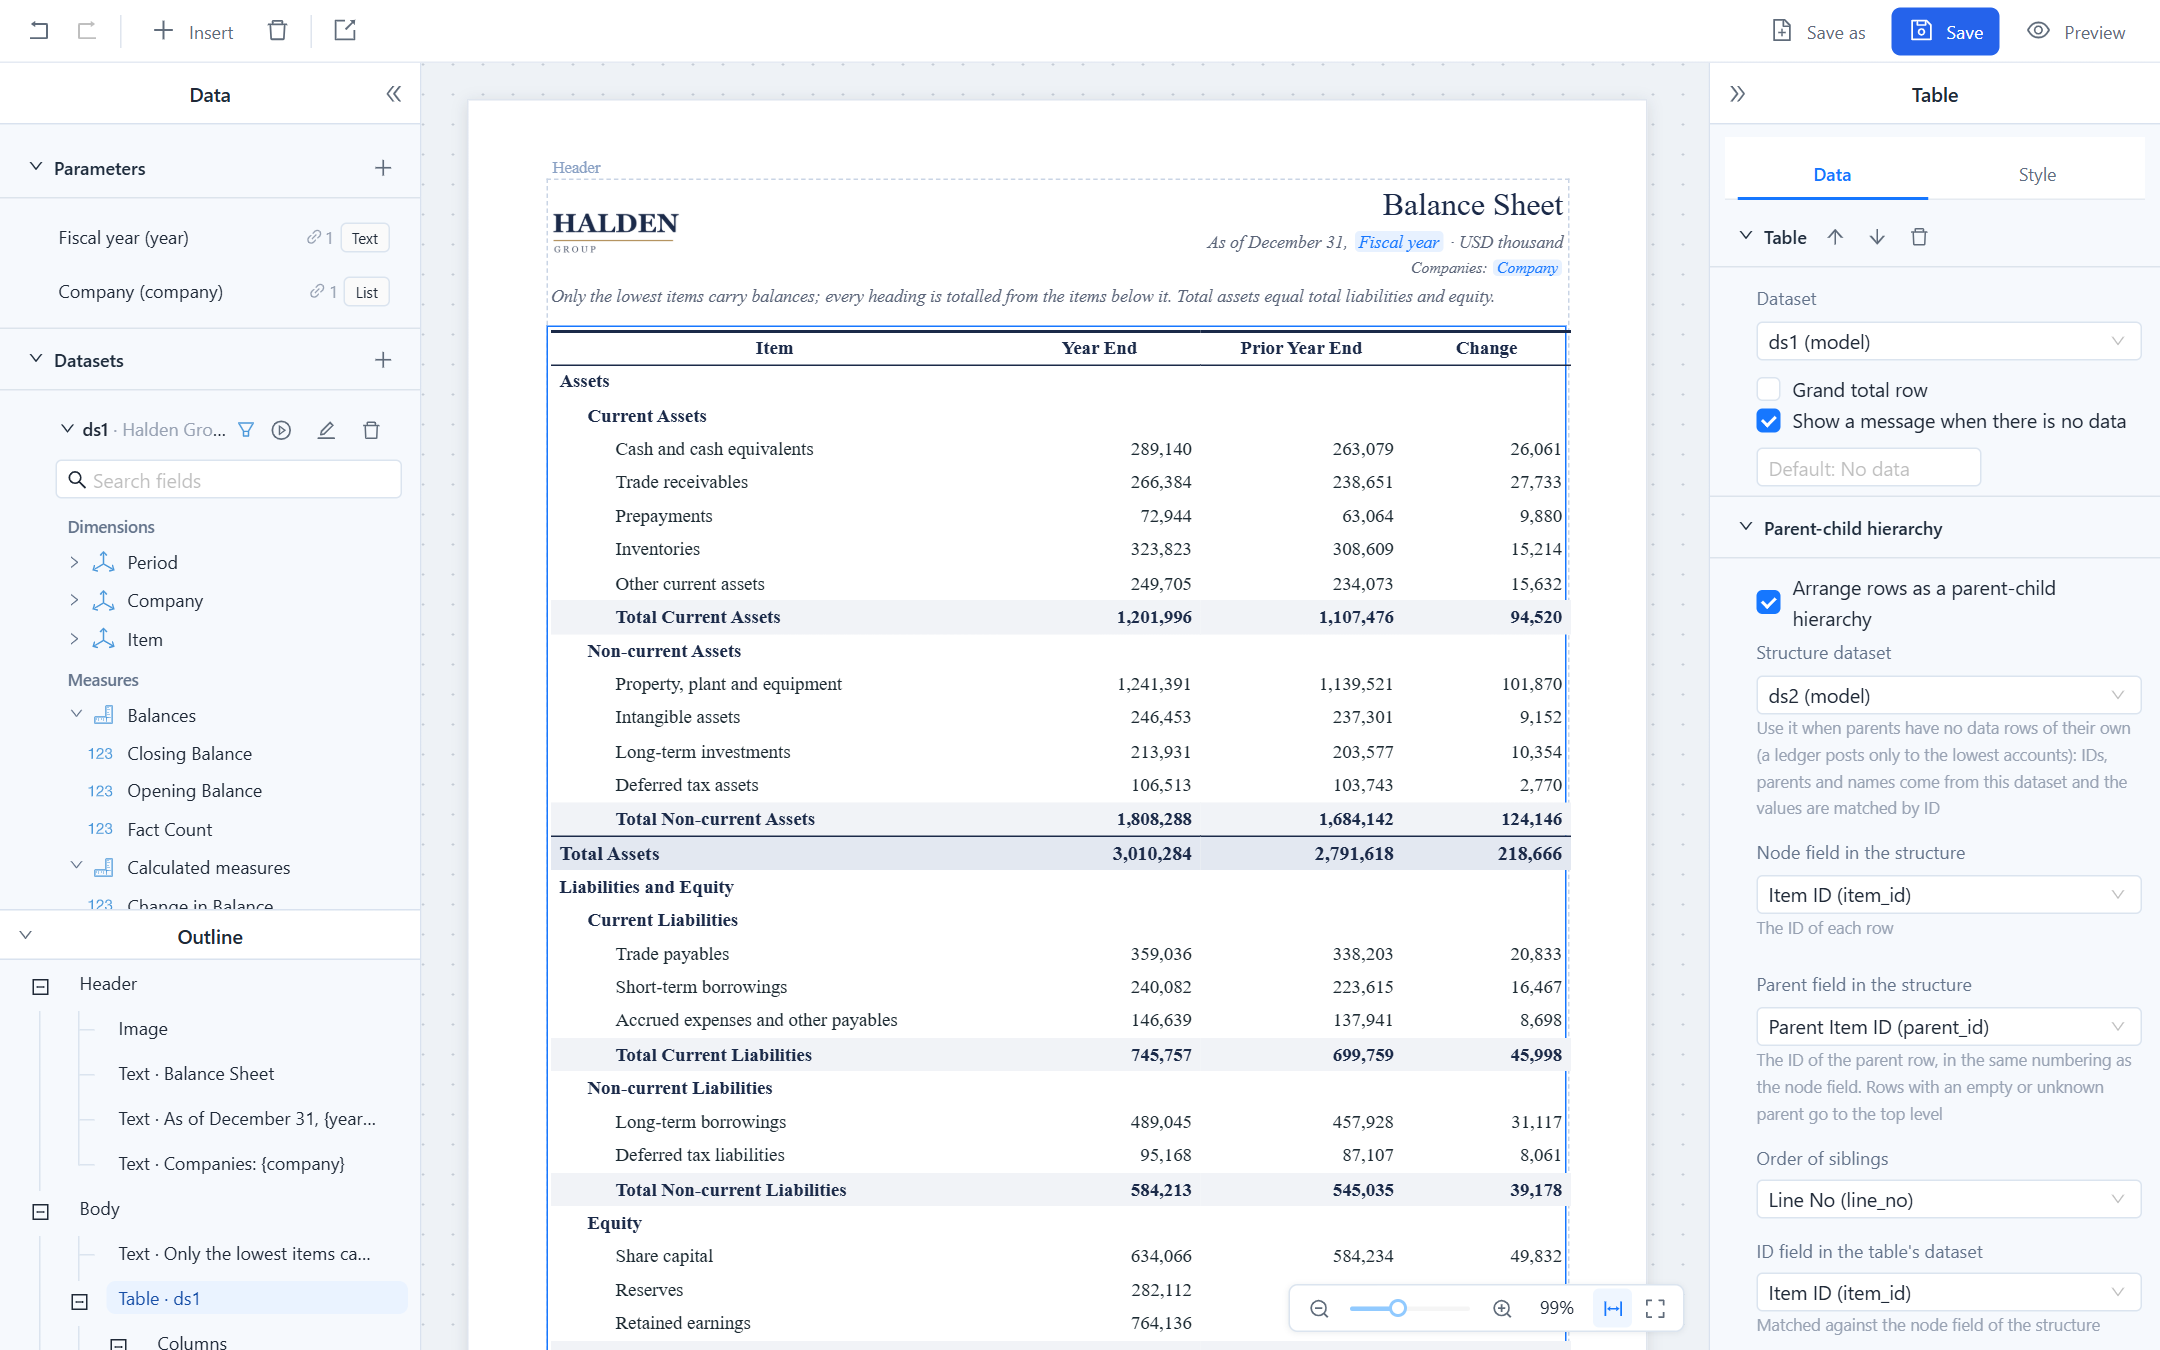 Insert
Save as
Save
Preview
Data
Parameters
Fiscal year (year)
1
Text
Company (company)
1
List
Datasets
ds1 · Halden Gro...
Search fields
Dimensions
Period
Company
Item
Measures
Balances
123 Closing Balance
123 Opening Balance
123 Fact Count
Calculated measures
123 Change in Balance
Outline
Header
Image
Text · Balance Sheet
Text · As of December 31, {year...
Text · Companies: {company}
Body
Text · Only the lowest items ca...
Table · ds1
Columns
Header
HALDEN
GROUP
Balance Sheet
As of December 31, Fiscal year · USD thousand
Companies: Company
Only the lowest items carry balances; every heading is totalled from the items below it. Total assets equal total liabilities and equity.
Item Year End Prior Year End Change
Assets
Current Assets
Cash and cash equivalents 289,140 263,079 26,061
Trade receivables 266,384 238,651 27,733
Prepayments 72,944 63,064 9,880
Inventories 323,823 308,609 15,214
Other current assets 249,705 234,073 15,632
Total Current Assets 1,201,996 1,107,476 94,520
Non-current Assets
Property, plant and equipment 1,241,391 1,139,521 101,870
Intangible assets 246,453 237,301 9,152
Long-term investments 213,931 203,577 10,354
Deferred tax assets 106,513 103,743 2,770
Total Non-current Assets 1,808,288 1,684,142 124,146
Total Assets 3,010,284 2,791,618 218,666
Liabilities and Equity
Current Liabilities
Trade payables 359,036 338,203 20,833
Short-term borrowings 240,082 223,615 16,467
Accrued expenses and other payables 146,639 137,941 8,698
Total Current Liabilities 745,757 699,759 45,998
Non-current Liabilities
Long-term borrowings 489,045 457,928 31,117
Deferred tax liabilities 95,168 87,107 8,061
Total Non-current Liabilities 584,213 545,035 39,178
Equity
Share capital 634,066 584,234 49,832
Reserves 282,112
Retained earnings 764,136
99%
Table
Data
Style
Table
Dataset
ds1 (model)
Grand total row
Show a message when there is no data
Default: No data
Parent-child hierarchy
Arrange rows as a parent-child
hierarchy
Structure dataset
ds2 (model)
Use it when parents have no data rows of their own
(a ledger posts only to the lowest accounts): IDs,
parents and names come from this dataset and the
values are matched by ID
Node field in the structure
Item ID (item_id)
The ID of each row
Parent field in the structure
Parent Item ID (parent_id)
The ID of the parent row, in the same numbering as
the node field. Rows with an empty or unknown
parent go to the top level
Order of siblings
Line No (line_no)
ID field in the table's dataset
Item ID (item_id)
Matched against the node field of the structure